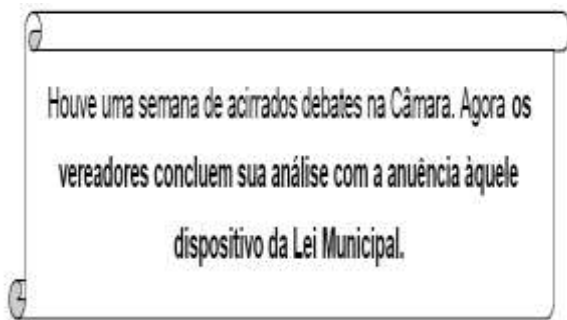 Houve uma semana de acirrados debates na Câmara. Agora os
vereadores concluem sua análise com a anuência àquele
dispositivo da Lei Municipal.